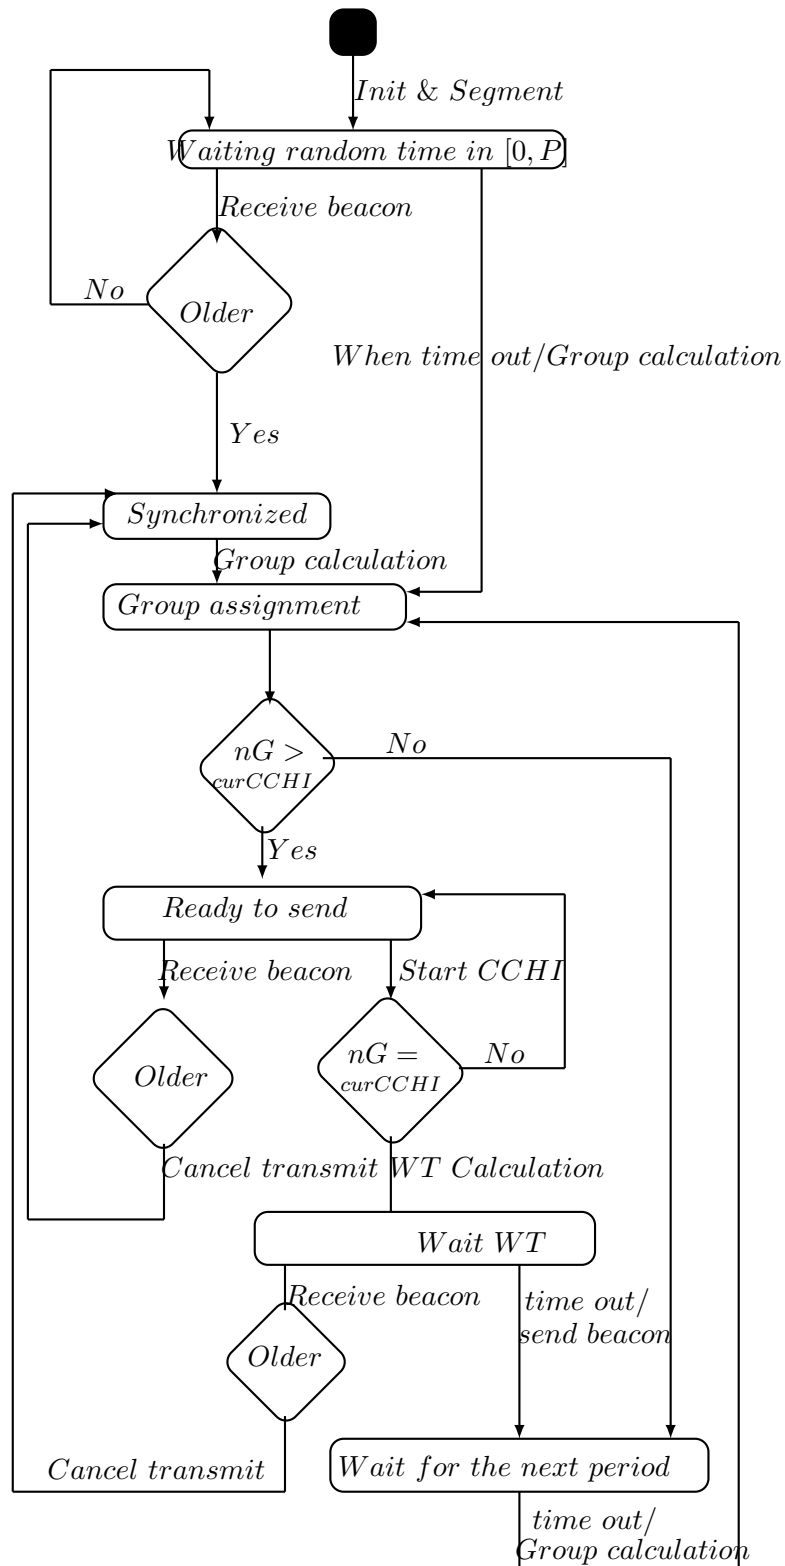 Init & Segment
Waiting random time in [0, P]
Receive beacon
No
Older
When time out/Group calculation
Yes
Synchronized
Group calculation
Group assignment
No
nG >
curCCHI
Yes
Ready to send
Receive beacon
Start CCHI
nG =
curCCHI
No
Older
Cancel transmit
WT Calculation
Wait WT
Receive beacon
time out/
send beacon
Older
Cancel transmit
Wait for the next period
time out/
Group calculation